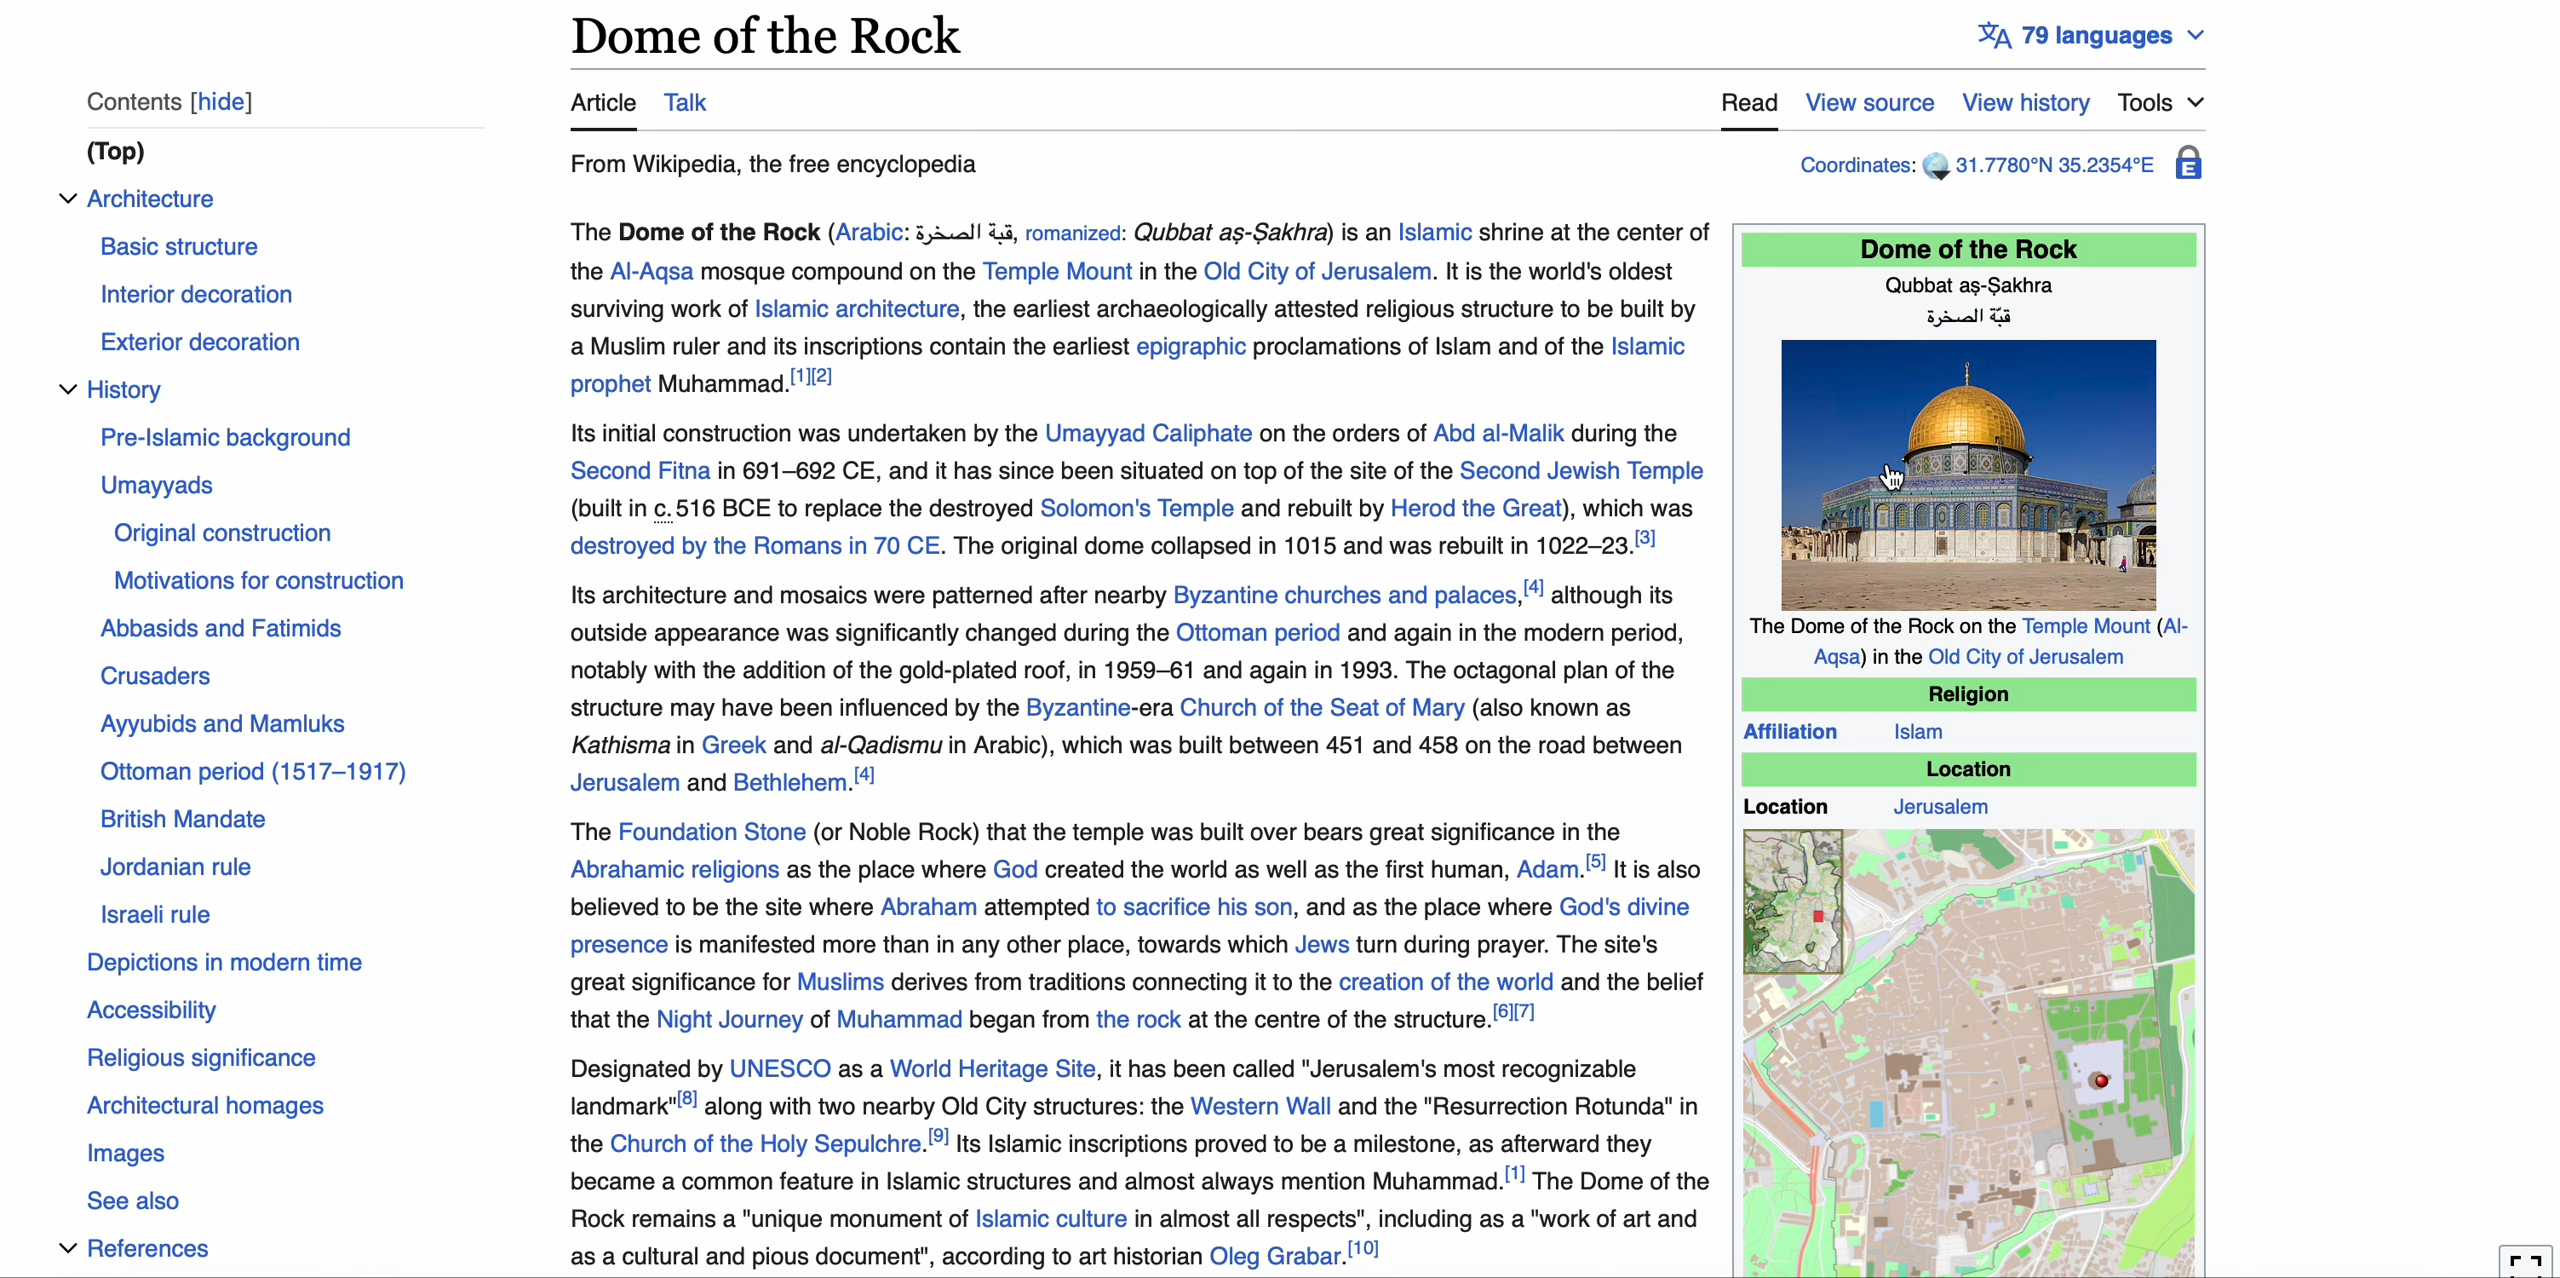 Dome of the Rock
79 languages
Contents [hide]
(Top)
Architecture
Basic structure
Interior decoration
Exterior decoration
History
Pre-Islamic background
Umayyads
Original construction
Motivations for construction
Abbasids and Fatimids
Crusaders
Ayyubids and Mamluks
Ottoman period (1517–1917)
British Mandate
Jordanian rule
Israeli rule
Depictions in modern time
Accessibility
Religious significance
Architectural homages
Images
See also
References
Article Talk
Read View source View history Tools
From Wikipedia, the free encyclopedia
Coordinates: 31.7780°N 35.2354°E
The Dome of the Rock (Arabic: قبة الصخرة, romanized: Qubbat aṣ-Ṣakhra) is an Islamic shrine at the center of
the Al-Aqsa mosque compound on the Temple Mount in the Old City of Jerusalem. It is the world's oldest
surviving work of Islamic architecture, the earliest archaeologically attested religious structure to be built by
a Muslim ruler and its inscriptions contain the earliest epigraphic proclamations of Islam and of the Islamic
prophet Muhammad.[1][2]
Its initial construction was undertaken by the Umayyad Caliphate on the orders of Abd al-Malik during the
Second Fitna in 691–692 CE, and it has since been situated on top of the site of the Second Jewish Temple
(built in c. 516 BCE to replace the destroyed Solomon's Temple and rebuilt by Herod the Great), which was
destroyed by the Romans in 70 CE. The original dome collapsed in 1015 and was rebuilt in 1022–23.[3]
Its architecture and mosaics were patterned after nearby Byzantine churches and palaces,[4] although its
outside appearance was significantly changed during the Ottoman period and again in the modern period,
notably with the addition of the gold-plated roof, in 1959–61 and again in 1993. The octagonal plan of the
structure may have been influenced by the Byzantine-era Church of the Seat of Mary (also known as
Kathisma in Greek and al-Qadismu in Arabic), which was built between 451 and 458 on the road between
Jerusalem and Bethlehem.[4]
The Foundation Stone (or Noble Rock) that the temple was built over bears great significance in the
Abrahamic religions as the place where God created the world as well as the first human, Adam.[5] It is also
believed to be the site where Abraham attempted to sacrifice his son, and as the place where God's divine
presence is manifested more than in any other place, towards which Jews turn during prayer. The site's
great significance for Muslims derives from traditions connecting it to the creation of the world and the belief
that the Night Journey of Muhammad began from the rock at the centre of the structure.[6][7]
Designated by UNESCO as a World Heritage Site, it has been called "Jerusalem's most recognizable
landmark"[8] along with two nearby Old City structures: the Western Wall and the "Resurrection Rotunda" in
the Church of the Holy Sepulchre.[9] Its Islamic inscriptions proved to be a milestone, as afterward they
became a common feature in Islamic structures and almost always mention Muhammad.[1] The Dome of the
Rock remains a "unique monument of Islamic culture in almost all respects", including as a "work of art and
as a cultural and pious document", according to art historian Oleg Grabar.[10]
Dome of the Rock
Qubbat aṣ-Ṣakhra
قبّة الصخرة
The Dome of the Rock on the Temple Mount (Al-
Aqsa) in the Old City of Jerusalem
Religion
Affiliation Islam
Location
Location Jerusalem